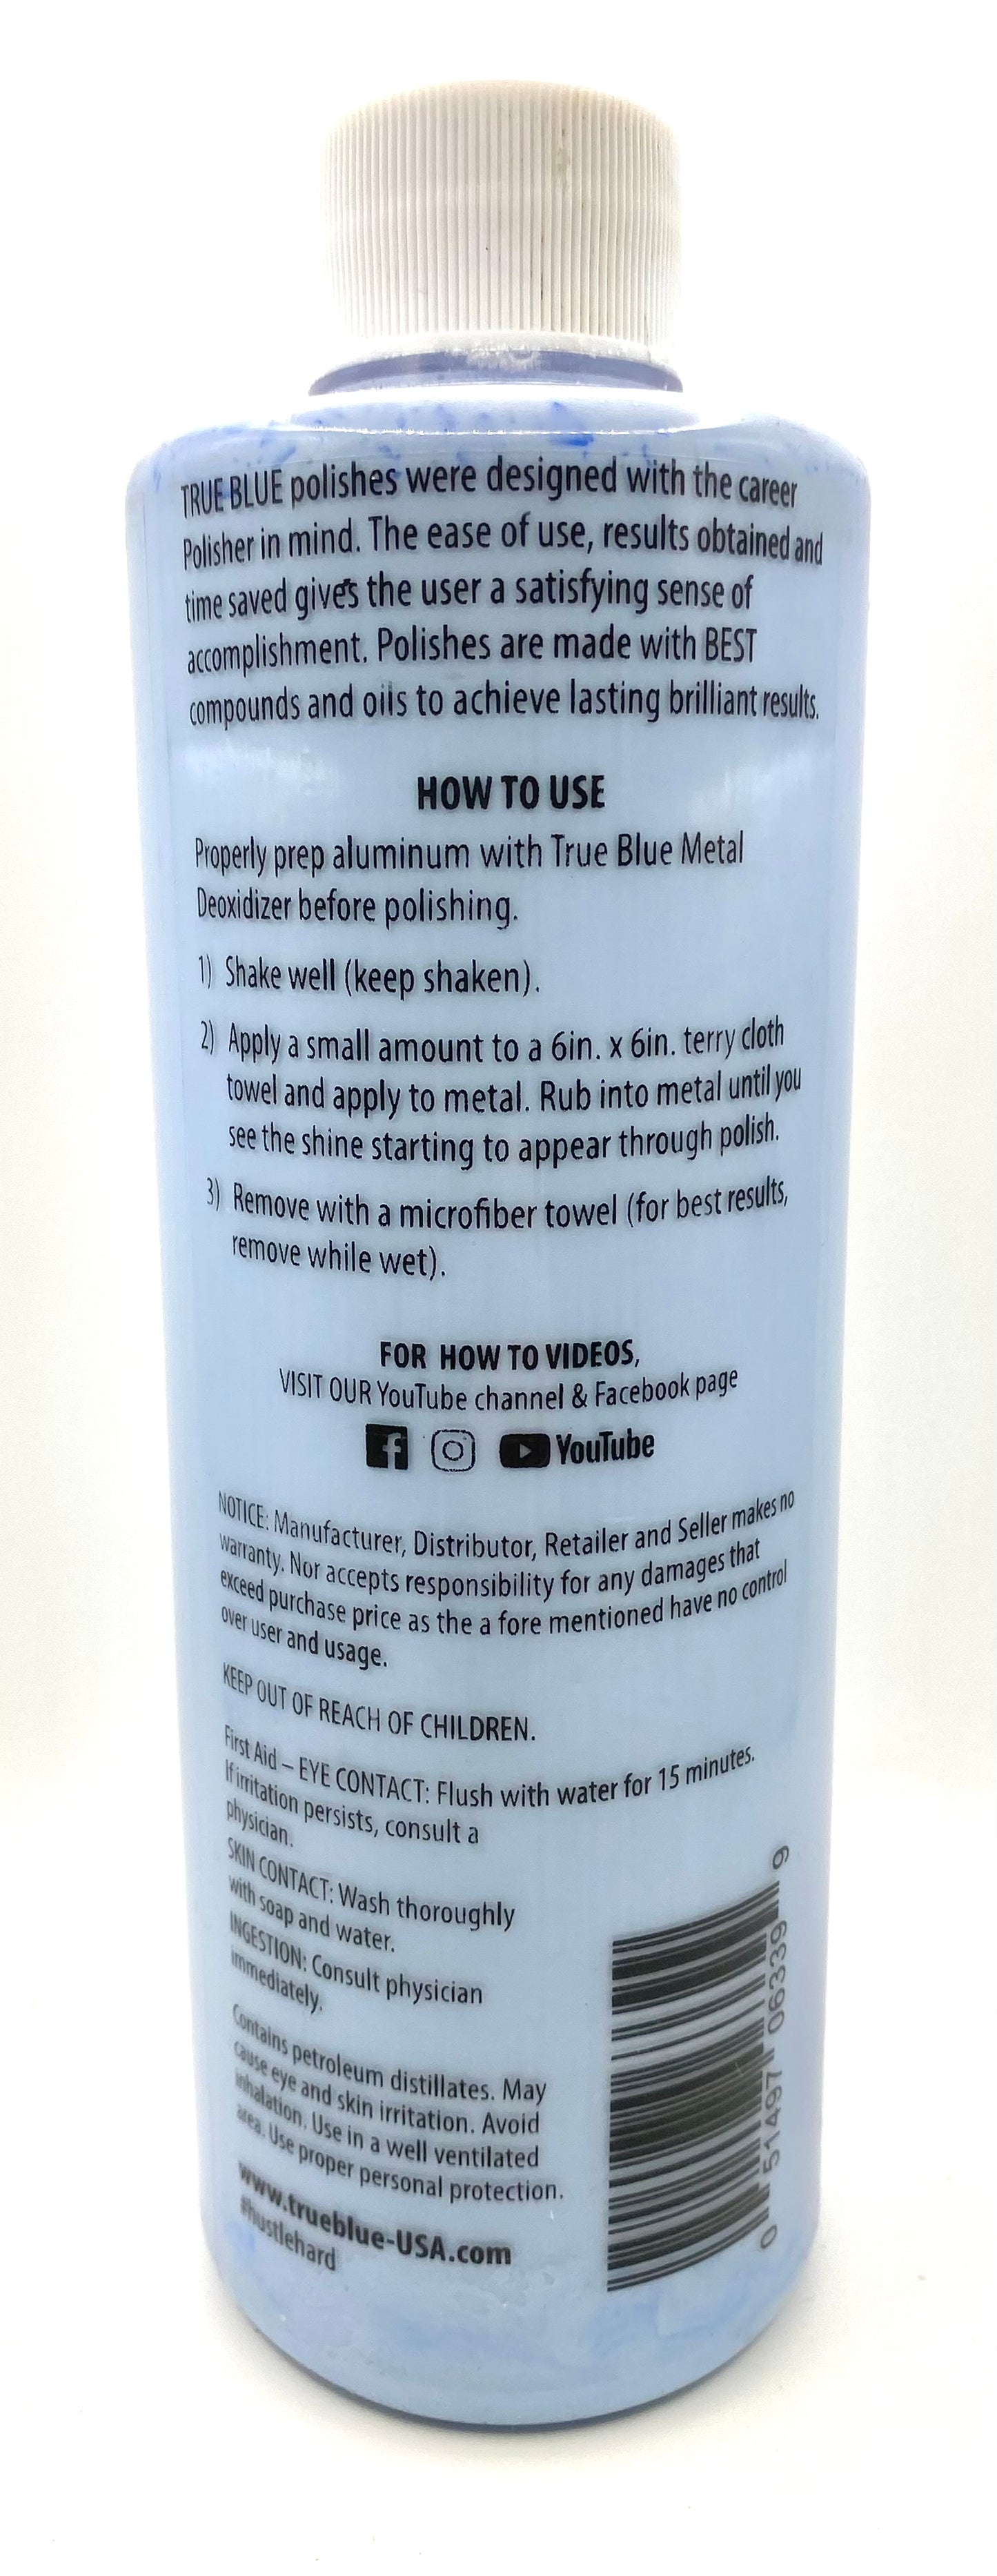 TRUE BLUE polishes were designed with the career
Polisher in mind. The ease of use, results obtained and
time saved gives the user a satisfying sense of
accomplishment. Polishes are made with BEST
compounds and oils to achieve lasting brilliant results.
HOW TO USE
Properly prep aluminum with True Blue Metal
Deoxidizer before polishing.
1) Shake well (keep shaken).
2) Apply a small amount to a 6in. x 6in. terry cloth
towel and apply to metal. Rub into metal until you
see the shine starting to appear through polish.
3) Remove with a microfiber towel (for best results,
remove while wet).
FOR HOW TO VIDEOS,
VISIT OUR YouTube channel & Facebook page
f YouTube
NOTICE: Manufacturer, Distributor, Retailer and Seller makes no
warranty. Nor accepts responsibility for any damages that
exceed purchase price as the a fore mentioned have no control
over user and usage.
KEEP OUT OF REACH OF CHILDREN.
First Aid – EYE CONTACT: Flush with water for 15 minutes.
If irritation persists, consult a
physician.
SKIN CONTACT: Wash thoroughly
with soap and water.
INGESTION: Consult physician
immediately.
Contains petroleum distillates. May
cause eye and skin irritation. Avoid
inhalation. Use in a well ventilated
area. Use proper personal protection.
www.trueblue-USA.com
#hustlehard
0 51497 06339 9